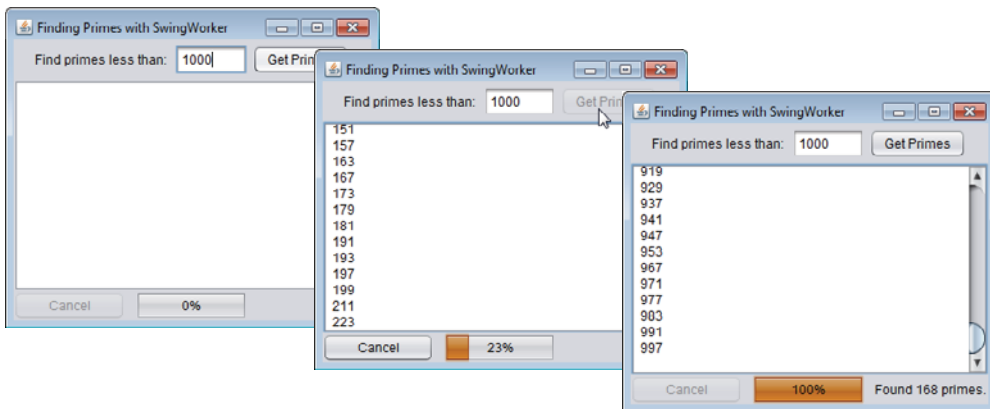 Finding Primes with SwingWorker
Find primes less than: 1000 Get Prin
Cancel 0%
Finding Primes with SwingWorker
Find primes less than: 1000 Get Prin
151
157
163
167
173
179
181
191
193
197
199
211
223
Cancel 23%
Finding Primes with SwingWorker
Find primes less than: 1000 Get Primes
919
929
937
941
947
953
967
971
977
983
991
997
Cancel 100% Found 168 primes.